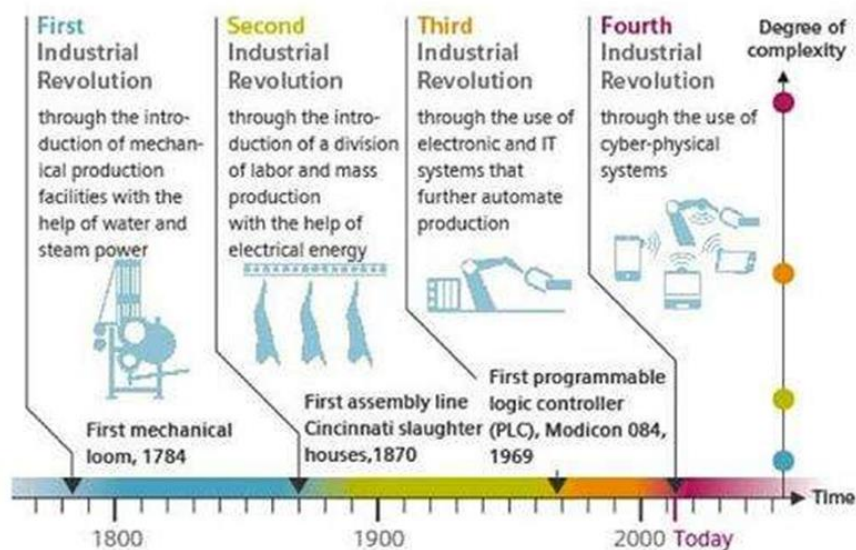 First
Industrial
Revolution
through the intro-
duction of mechan-
ical production
facilities with the
help of water and
steam power
First mechanical
loom, 1784
Second
Industrial
Revolution
through the intro-
duction of a division
of labor and mass
production
with the help of
electrical energy
First assembly line
Cincinnati slaughter
houses,1870
Third
Industrial
Revolution
through the use of
electronic and IT
systems that
further automate
production
First programmable
logic controller
(PLC), Modicon 084,
1969
Fourth
Industrial
Revolution
through the use of
cyber-physical
systems
Degree of
complexity
Time
1800
1900
2000
Today